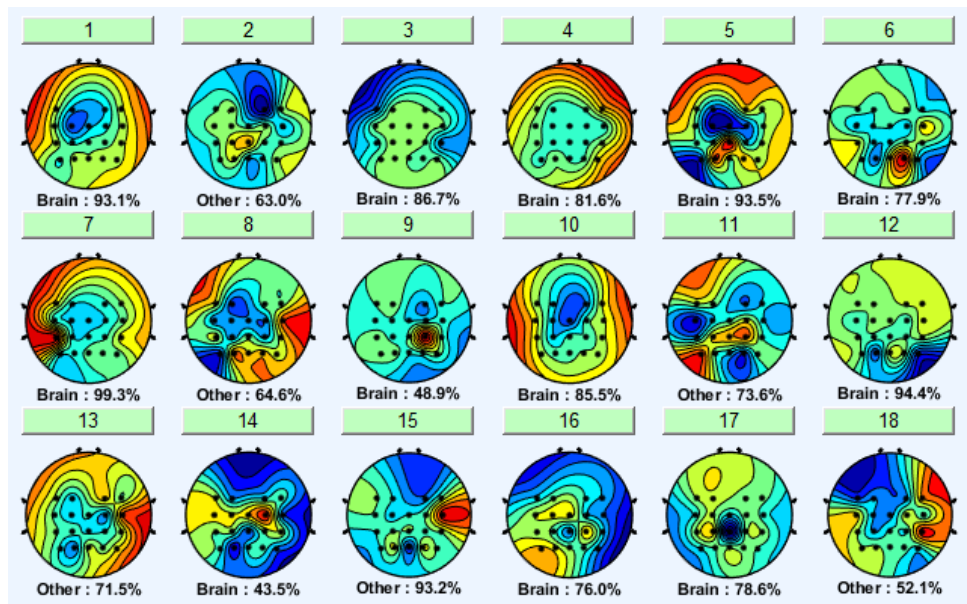 1 2 3 4 5 6
Brain : 93.1% Other : 63.0% Brain : 86.7% Brain : 81.6% Brain : 93.5% Brain : 77.9%
7 8 9 10 11 12
Brain : 99.3% Other : 64.6% Brain : 48.9% Brain : 85.5% Other : 73.6% Brain : 94.4%
13 14 15 16 17 18
Other : 71.5% Brain : 43.5% Other : 93.2% Brain : 76.0% Brain : 78.6% Other : 52.1%